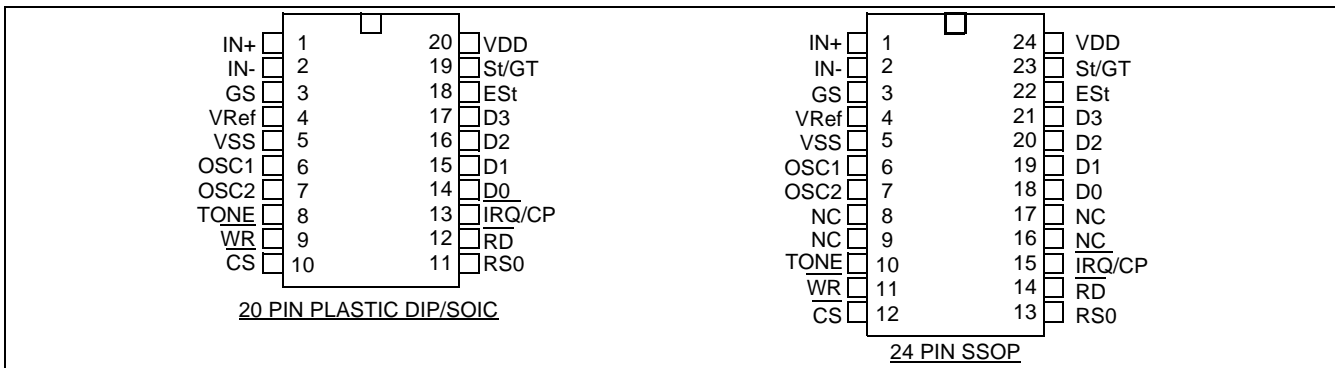 IN+ 1 20 VDD
IN- 2 19 St/GT
GS 3 18 ESt
VRef 4 17 D3
VSS 5 16 D2
OSC1 6 15 D1
OSC2 7 14 D0
TONE 8 13 IRQ/CP
WR 9 12 RD
CS 10 11 RS0
20 PIN PLASTIC DIP/SOIC
IN+ 1 24 VDD
IN- 2 23 St/GT
GS 3 22 ESt
VRef 4 21 D3
VSS 5 20 D2
OSC1 6 19 D1
OSC2 7 18 D0
NC 8 17 NC
NC 9 16 NC
TONE 10 15 IRQ/CP
WR 11 14 RD
CS 12 13 RS0
24 PIN SSOP